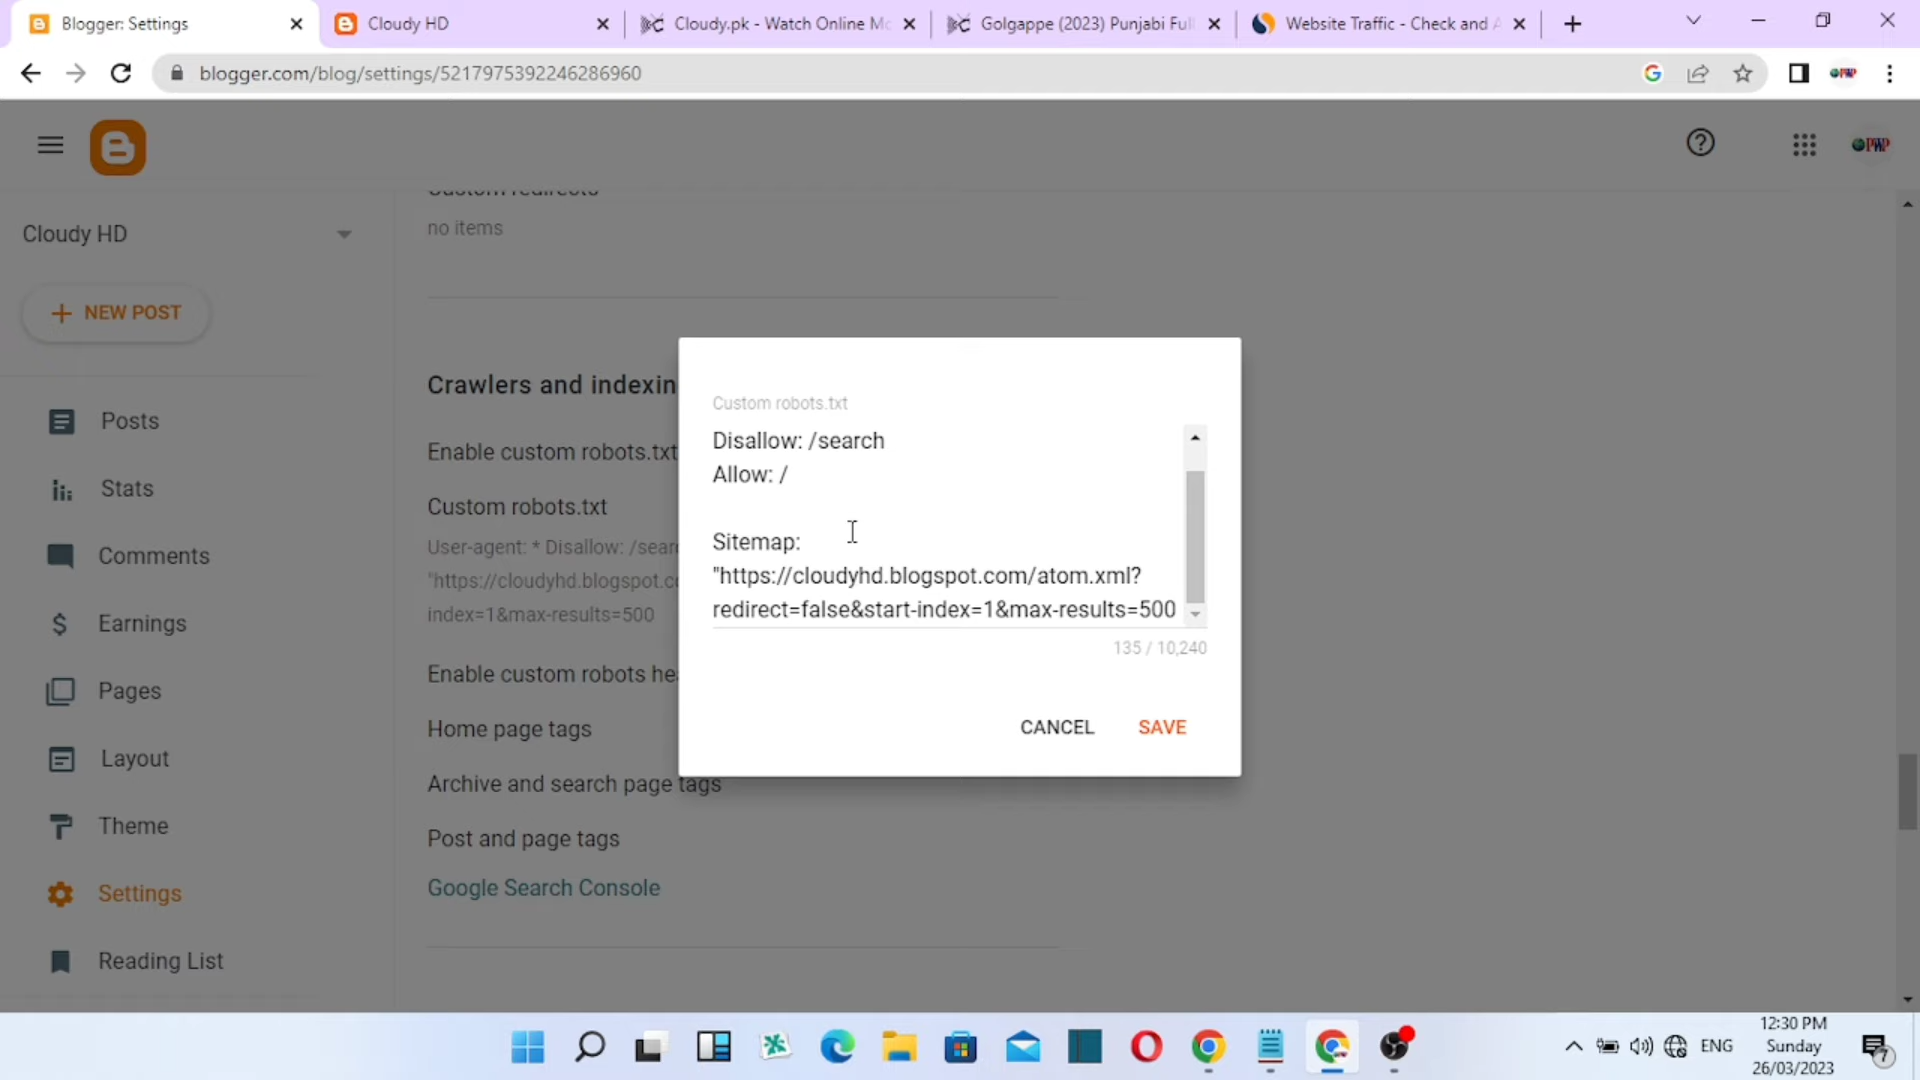 Blogger: Settings
Cloudy HD
Cloudy.pk - Watch Online Mo
Golgappe (2023) Punjabi Full
Website Traffic - Check and A
blogger.com/blog/settings/5217975392246286960
Custom redirects
no items
Cloudy HD
NEW POST
Posts
Stats
Comments
Earnings
Pages
Layout
Theme
Settings
Reading List
Crawlers and indexin
Enable custom robots.txt
Custom robots.txt
User-agent: * Disallow: /sear
"https://cloudyhd.blogspot.co
index=1&max-results=500
Enable custom robots hea
Home page tags
Archive and search page tags
Post and page tags
Google Search Console
Custom robots.txt
Disallow: /search
Allow: /
Sitemap:
"https://cloudyhd.blogspot.com/atom.xml?
redirect=false&start-index=1&max-results=500
135 / 10,240
CANCEL
SAVE
ENG
12:30 PM
Sunday
26/03/2023
7